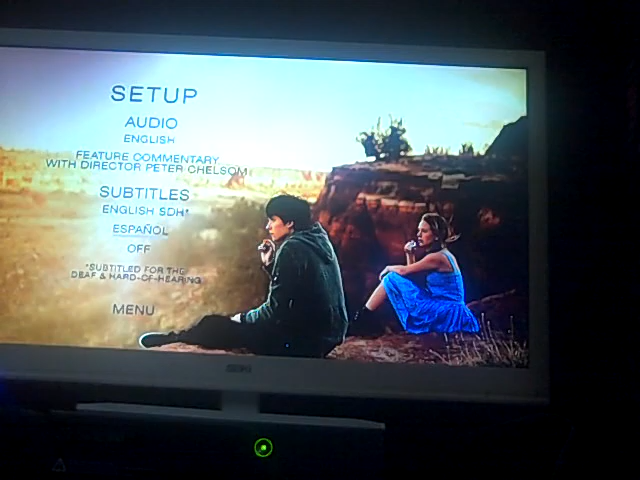 SETUP
AUDIO
ENGLISH
FEATURE COMMENTARY
WITH DIRECTOR PETER CHELSOM
SUBTITLES
ENGLISH SDH*
ESPAÑOL
OFF
*SUBTITLED FOR THE
DEAF & HARD-OF-HEARING
MENU